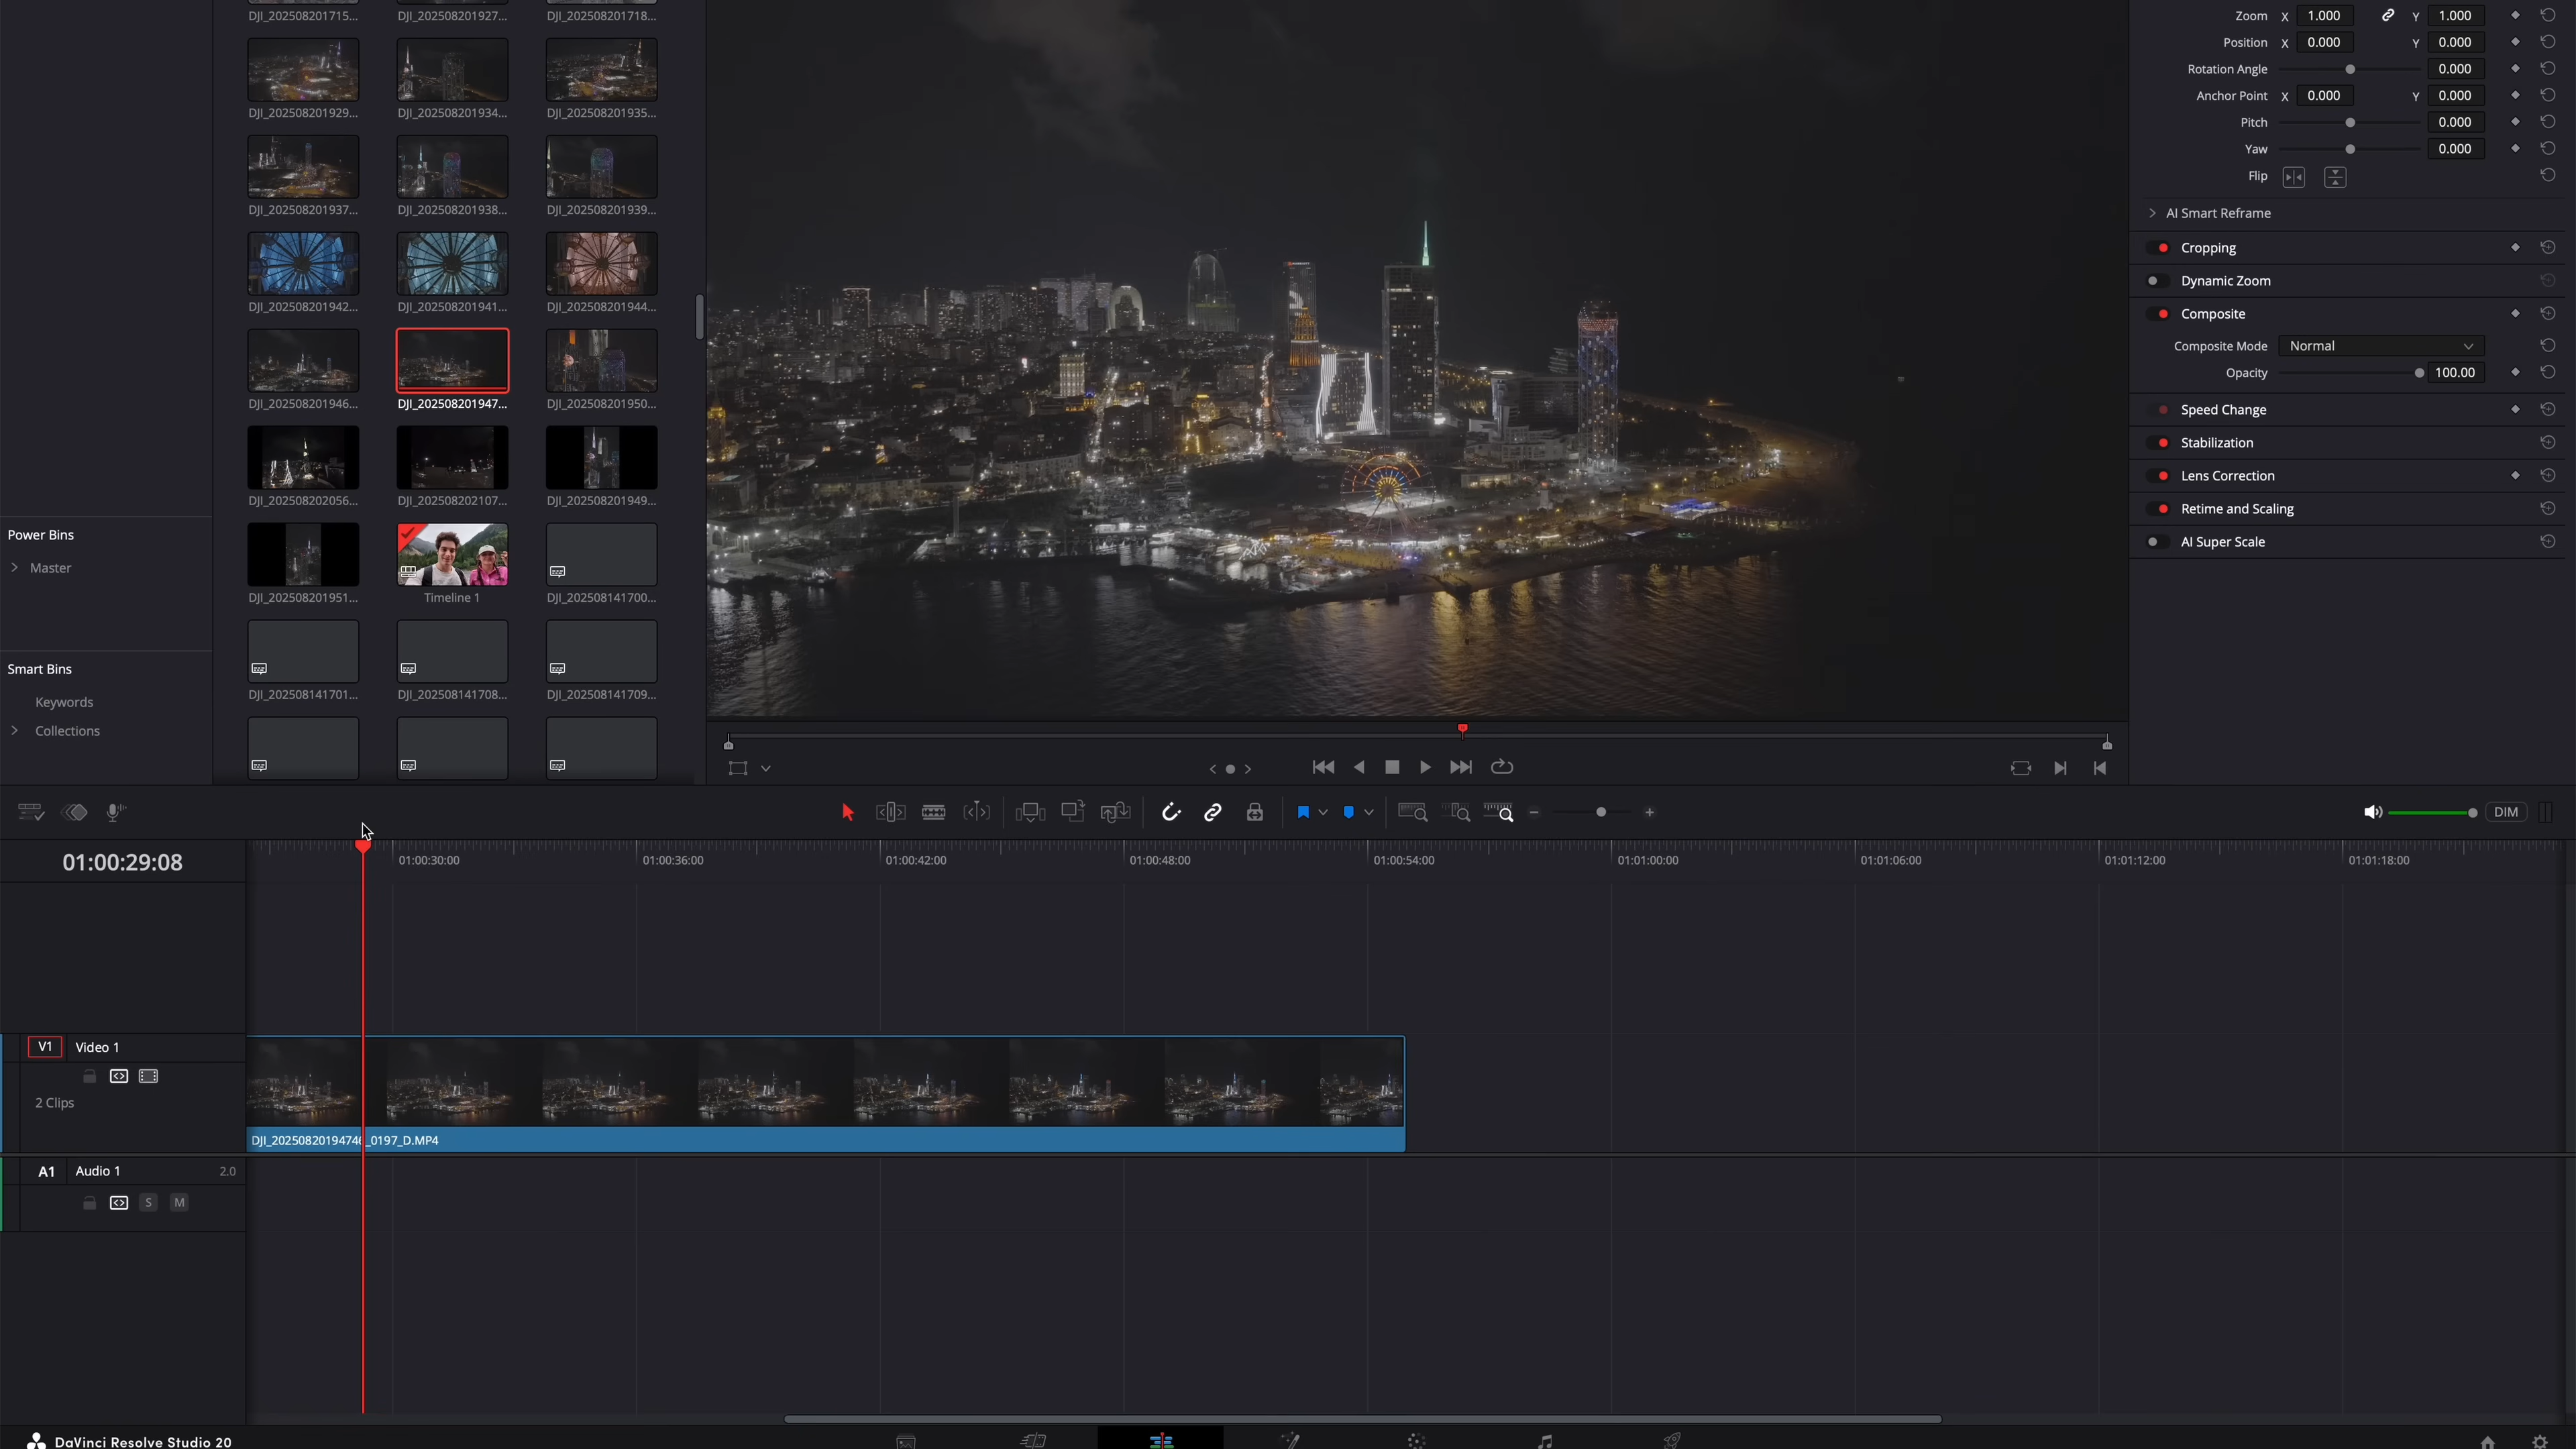 DJI_202508201715...
DJI_202508201927...
DJI_202508201718...
DJI_202508201929...
DJI_202508201934...
DJI_202508201935...
DJI_202508201937...
DJI_202508201938...
DJI_202508201939...
DJI_202508201942...
DJI_202508201941...
DJI_202508201944...
DJI_202508201946...
DJI_202508201947...
DJI_202508201950...
DJI_202508202056...
DJI_202508202107...
DJI_202508201949...
DJI_202508201951...
Timeline 1
DJI_202508141700...
DJI_202508141701...
DJI_202508141708...
DJI_202508141709...
Power Bins
Master
Smart Bins
Keywords
Collections
Zoom X 1.000 Y 1.000
Position X 0.000 Y 0.000
Rotation Angle 0.000
Anchor Point X 0.000 Y 0.000
Pitch 0.000
Yaw 0.000
Flip
AI Smart Reframe
Cropping
Dynamic Zoom
Composite
Composite Mode Normal
Opacity 100.00
Speed Change
Stabilization
Lens Correction
Retime and Scaling
AI Super Scale
DIM
01:00:29:08
01:00:30:00
01:00:36:00
01:00:42:00
01:00:48:00
01:00:54:00
01:01:00:00
01:01:06:00
01:01:12:00
01:01:18:00
V1 Video 1
2 Clips
DJI_20250820194746_0197_D.MP4
A1 Audio 1 2.0
S M
DaVinci Resolve Studio 20